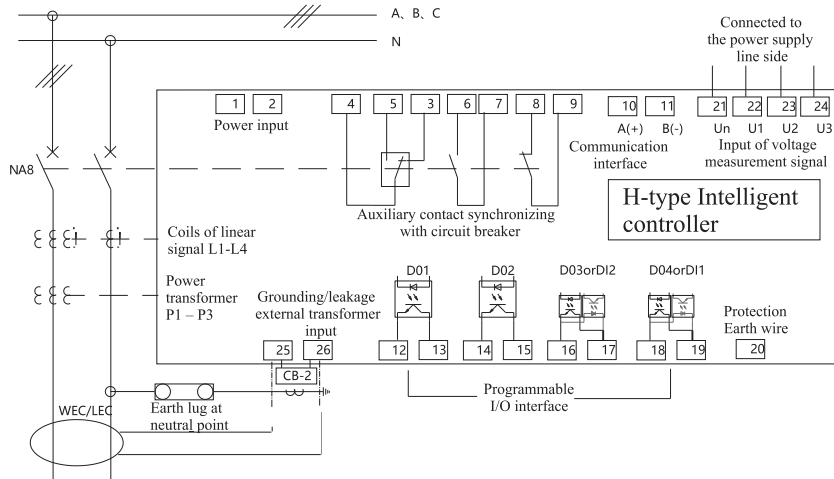 A、B、C
N
Connected to
the power supply
line side
1 2 4 5 3 6 7 8 9 10 11 21 22 23 24
Power input
A(+) B(-)
Un U1 U2 U3
Communication
interface
Input of voltage
measurement signal
NA8
H-type Intelligent
controller
Auxiliary contact synchronizing
with circuit breaker
Coils of linear
signal L1-L4
Power
transformer
P1 – P3
Grounding/leakage
external transformer
input
D01 D02 D03orDI2 D04orDI1
Protection
Earth wire
25 26 12 13 14 15 16 17 18 19 20
CB-2
Programmable
I/O interface
Earth lug at
neutral point
WEC/LEC